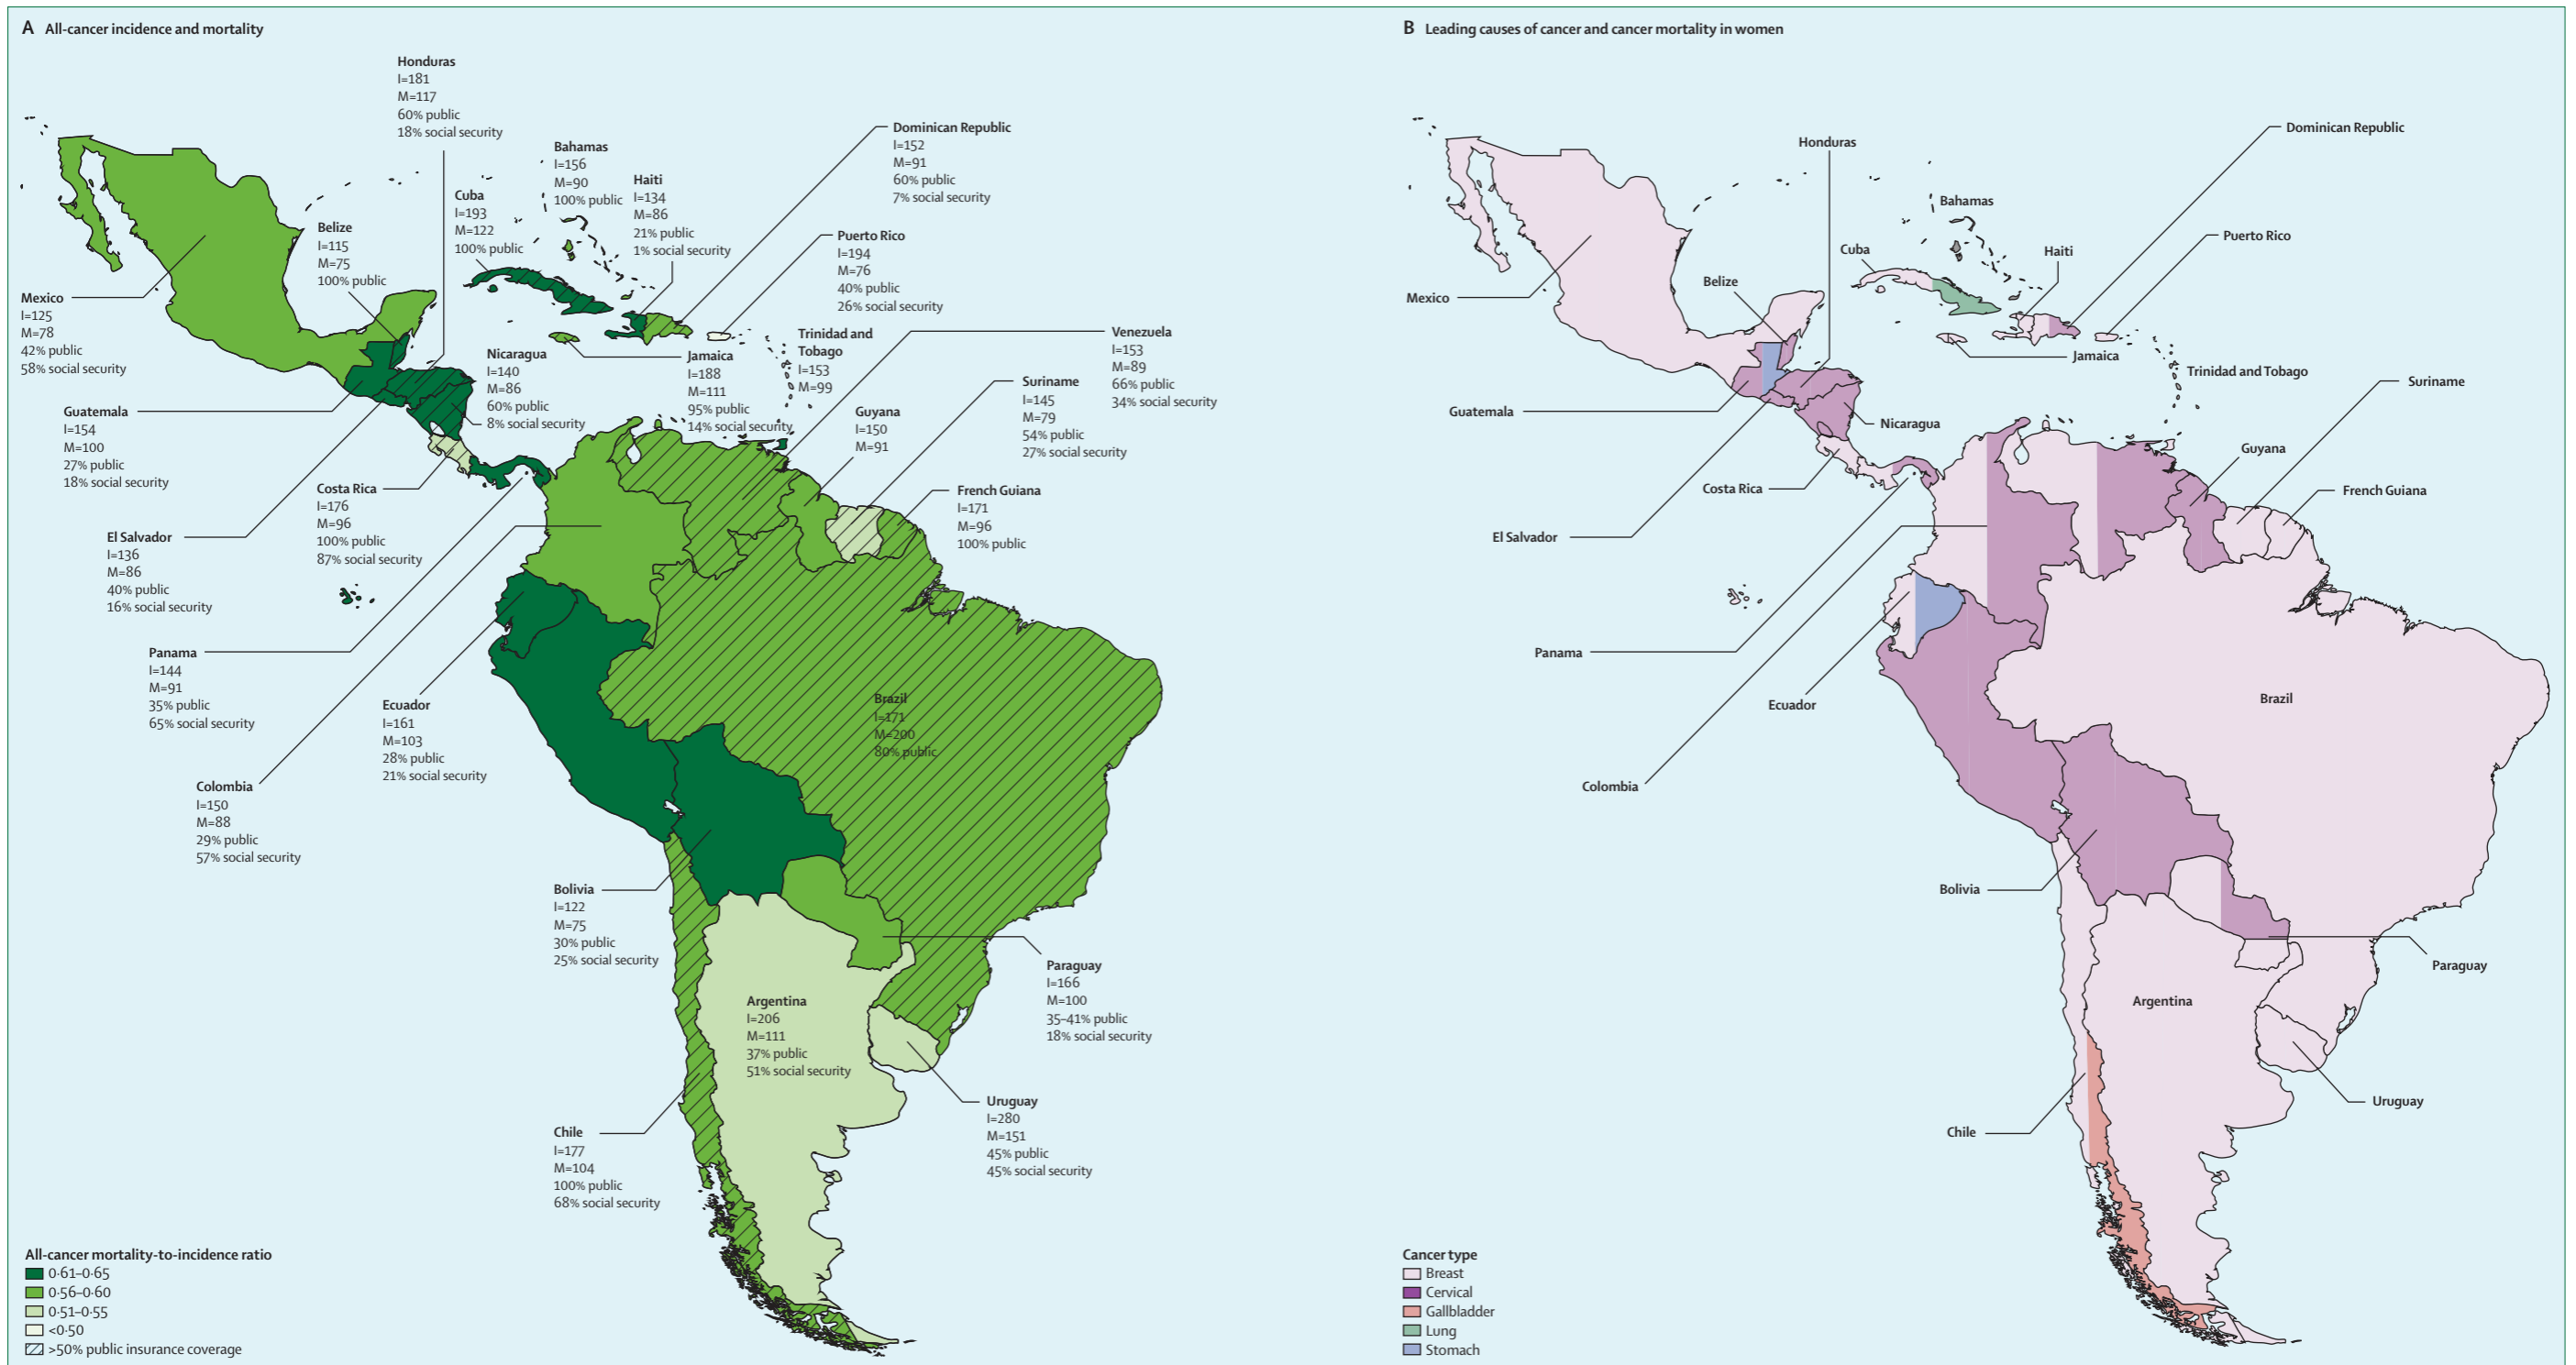 A All-cancer incidence and mortality
Honduras
I=181
M=117
60% public
18% social security
Bahamas
I=156
M=90
100% public
Haiti
I=134
M=86
21% public
1% social security
Dominican Republic
I=152
M=91
60% public
7% social security
Cuba
I=193
M=122
100% public
Belize
I=115
M=75
100% public
Puerto Rico
I=194
M=76
40% public
26% social security
Mexico
I=125
M=78
42% public
58% social security
Nicaragua
I=140
M=86
60% public
8% social security
Jamaica
I=188
M=111
95% public
14% social security
Trinidad and
Tobago
I=153
M=99
Venezuela
I=153
M=89
66% public
34% social security
Suriname
I=145
M=79
54% public
27% social security
Guyana
I=150
M=91
Guatemala
I=154
M=100
27% public
18% social security
Costa Rica
I=176
M=96
100% public
87% social security
French Guiana
I=171
M=96
100% public
El Salvador
I=136
M=86
40% public
16% social security
Panama
I=144
M=91
35% public
65% social security
Ecuador
I=161
M=103
28% public
21% social security
Brazil
I=171
M=200
80% public
Colombia
I=150
M=88
29% public
57% social security
Bolivia
I=122
M=75
30% public
25% social security
Paraguay
I=166
M=100
35–41% public
18% social security
Argentina
I=206
M=111
37% public
51% social security
Uruguay
I=280
M=151
45% public
45% social security
Chile
I=177
M=104
100% public
68% social security
All-cancer mortality-to-incidence ratio
0·61–0·65
0·56–0·60
0·51–0·55
<0·50
>50% public insurance coverage
B Leading causes of cancer and cancer mortality in women
Dominican Republic
Honduras
Bahamas
Puerto Rico
Cuba
Haiti
Belize
Mexico
Jamaica
Trinidad and Tobago
Suriname
Guatemala
Nicaragua
Guyana
Costa Rica
French Guiana
El Salvador
Panama
Ecuador
Brazil
Colombia
Bolivia
Paraguay
Argentina
Uruguay
Chile
Cancer type
Breast
Cervical
Gallbladder
Lung
Stomach